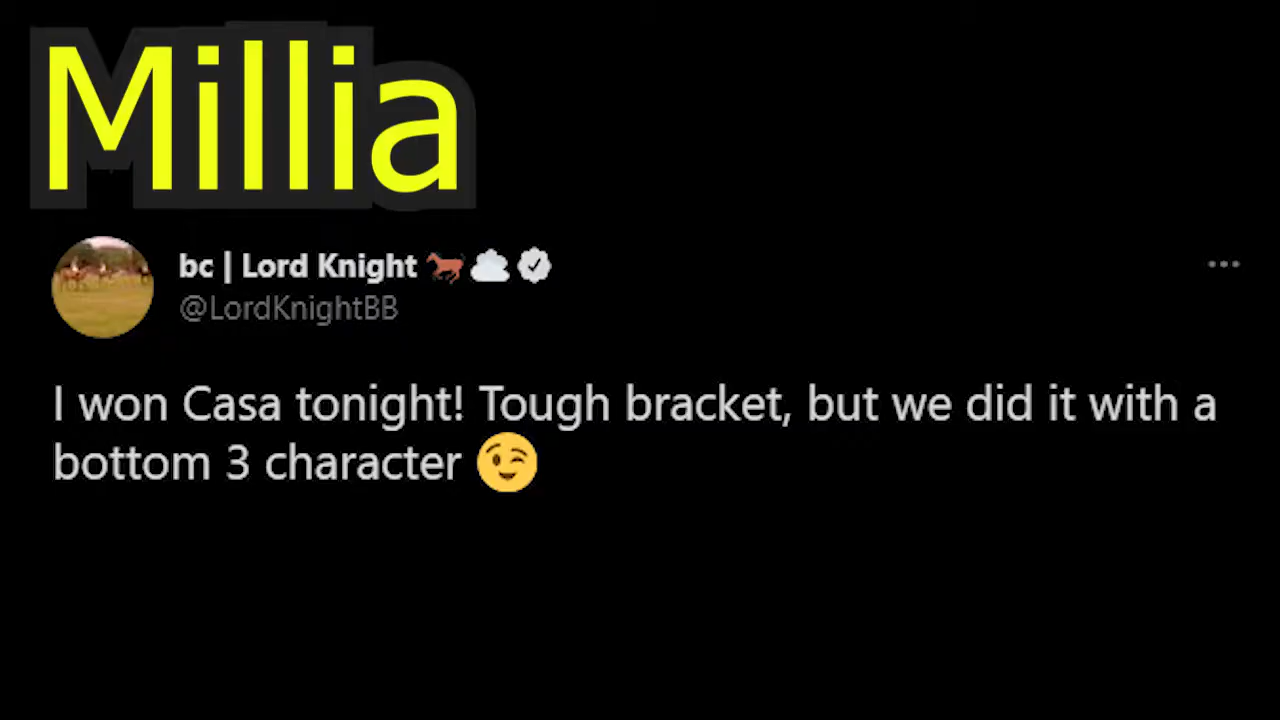 Millia
bc | Lord Knight 🐎☁️
@LordKnightBB
I won Casa tonight! Tough bracket, but we did it with a
bottom 3 character 😉